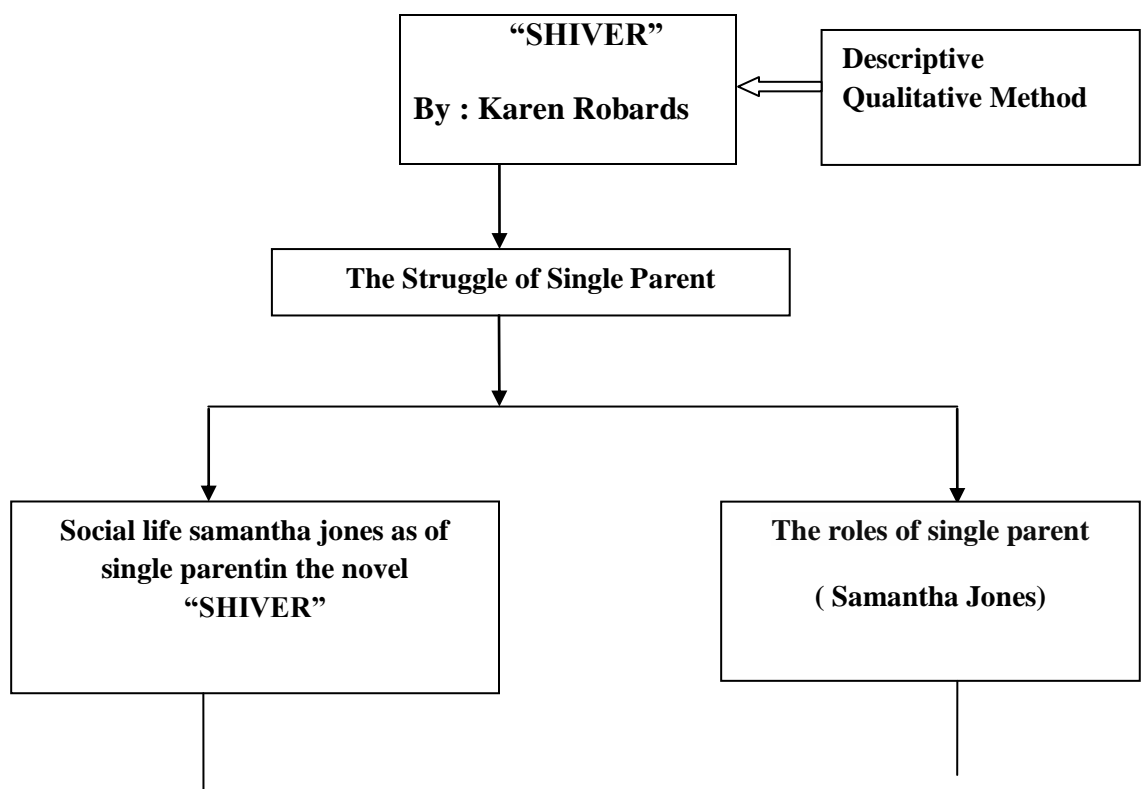 “SHIVER”
By : Karen Robards
Descriptive
Qualitative Method
The Struggle of Single Parent
Social life samantha jones as of
single parentin the novel
“SHIVER”
The roles of single parent
( Samantha Jones)